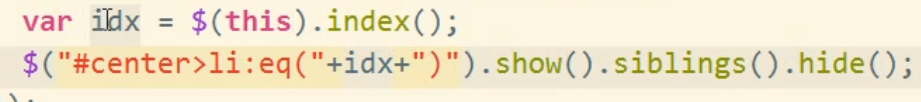 var idx = $(this).index();
$("#center>li:eq("+idx+")").show().siblings().hide();